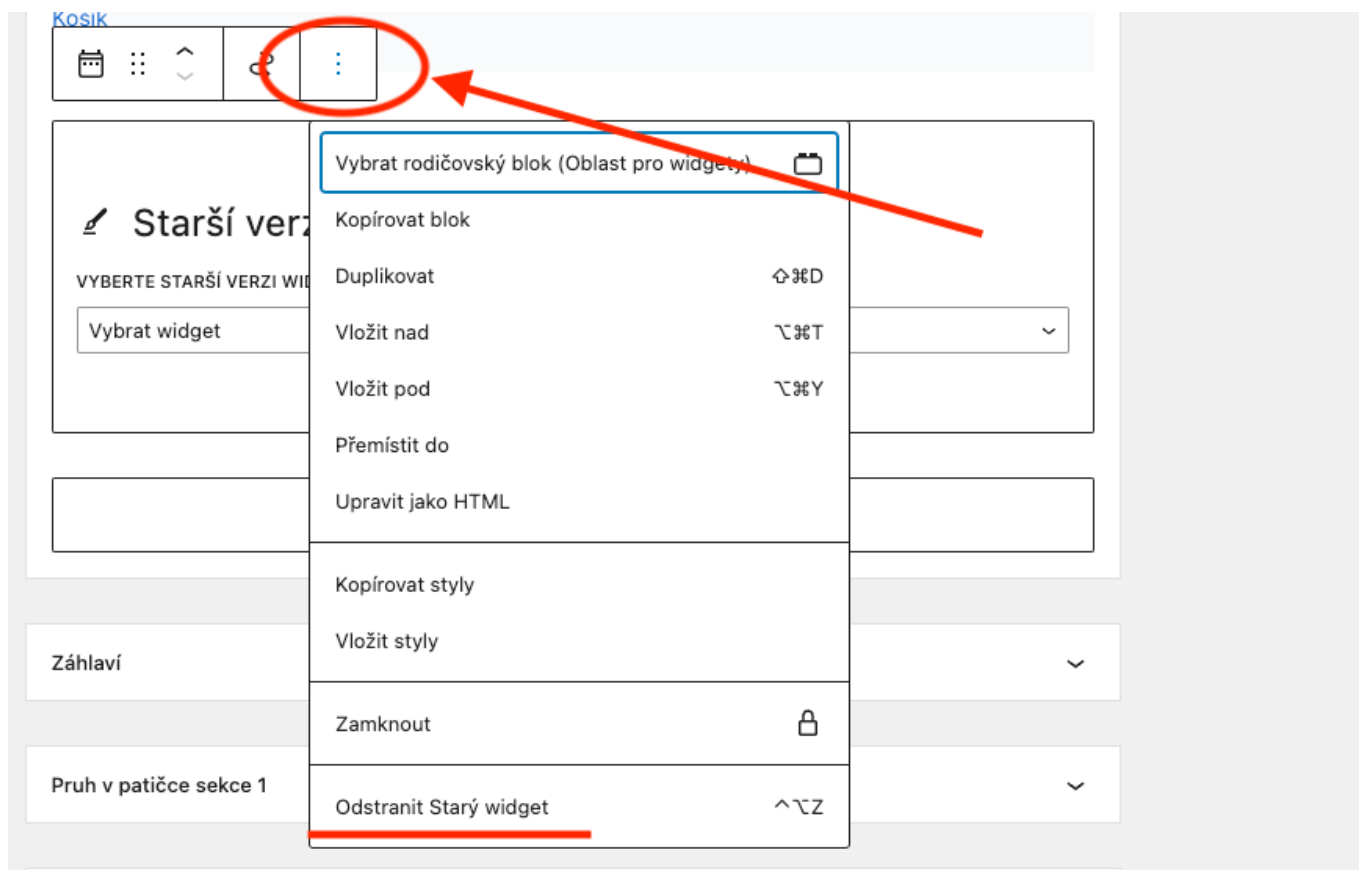 Košík
Vybrat rodičovský blok (Oblast pro widgety)
Kopírovat blok
Starší verz
Duplikovat ⇧⌘D
VYBERTE STARŠÍ VERZI WID
Vybrat widget
Vložit nad ⌥⌘T
Vložit pod ⌥⌘Y
Přemístit do
Upravit jako HTML
Kopírovat styly
Vložit styly
Záhlaví
Zamknout
Pruh v patičce sekce 1
Odstranit Starý widget ^⌥Z